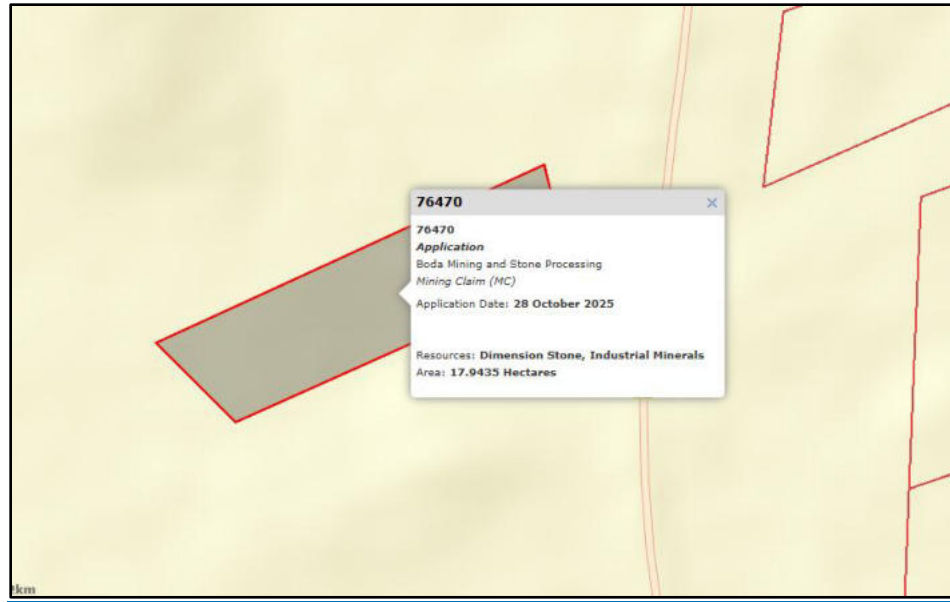 76470
76470
Application
Boda Mining and Stone Processing
Mining Claim (MC)
Application Date: 28 October 2025
Resources: Dimension Stone, Industrial Minerals
Area: 17.9435 Hectares
km